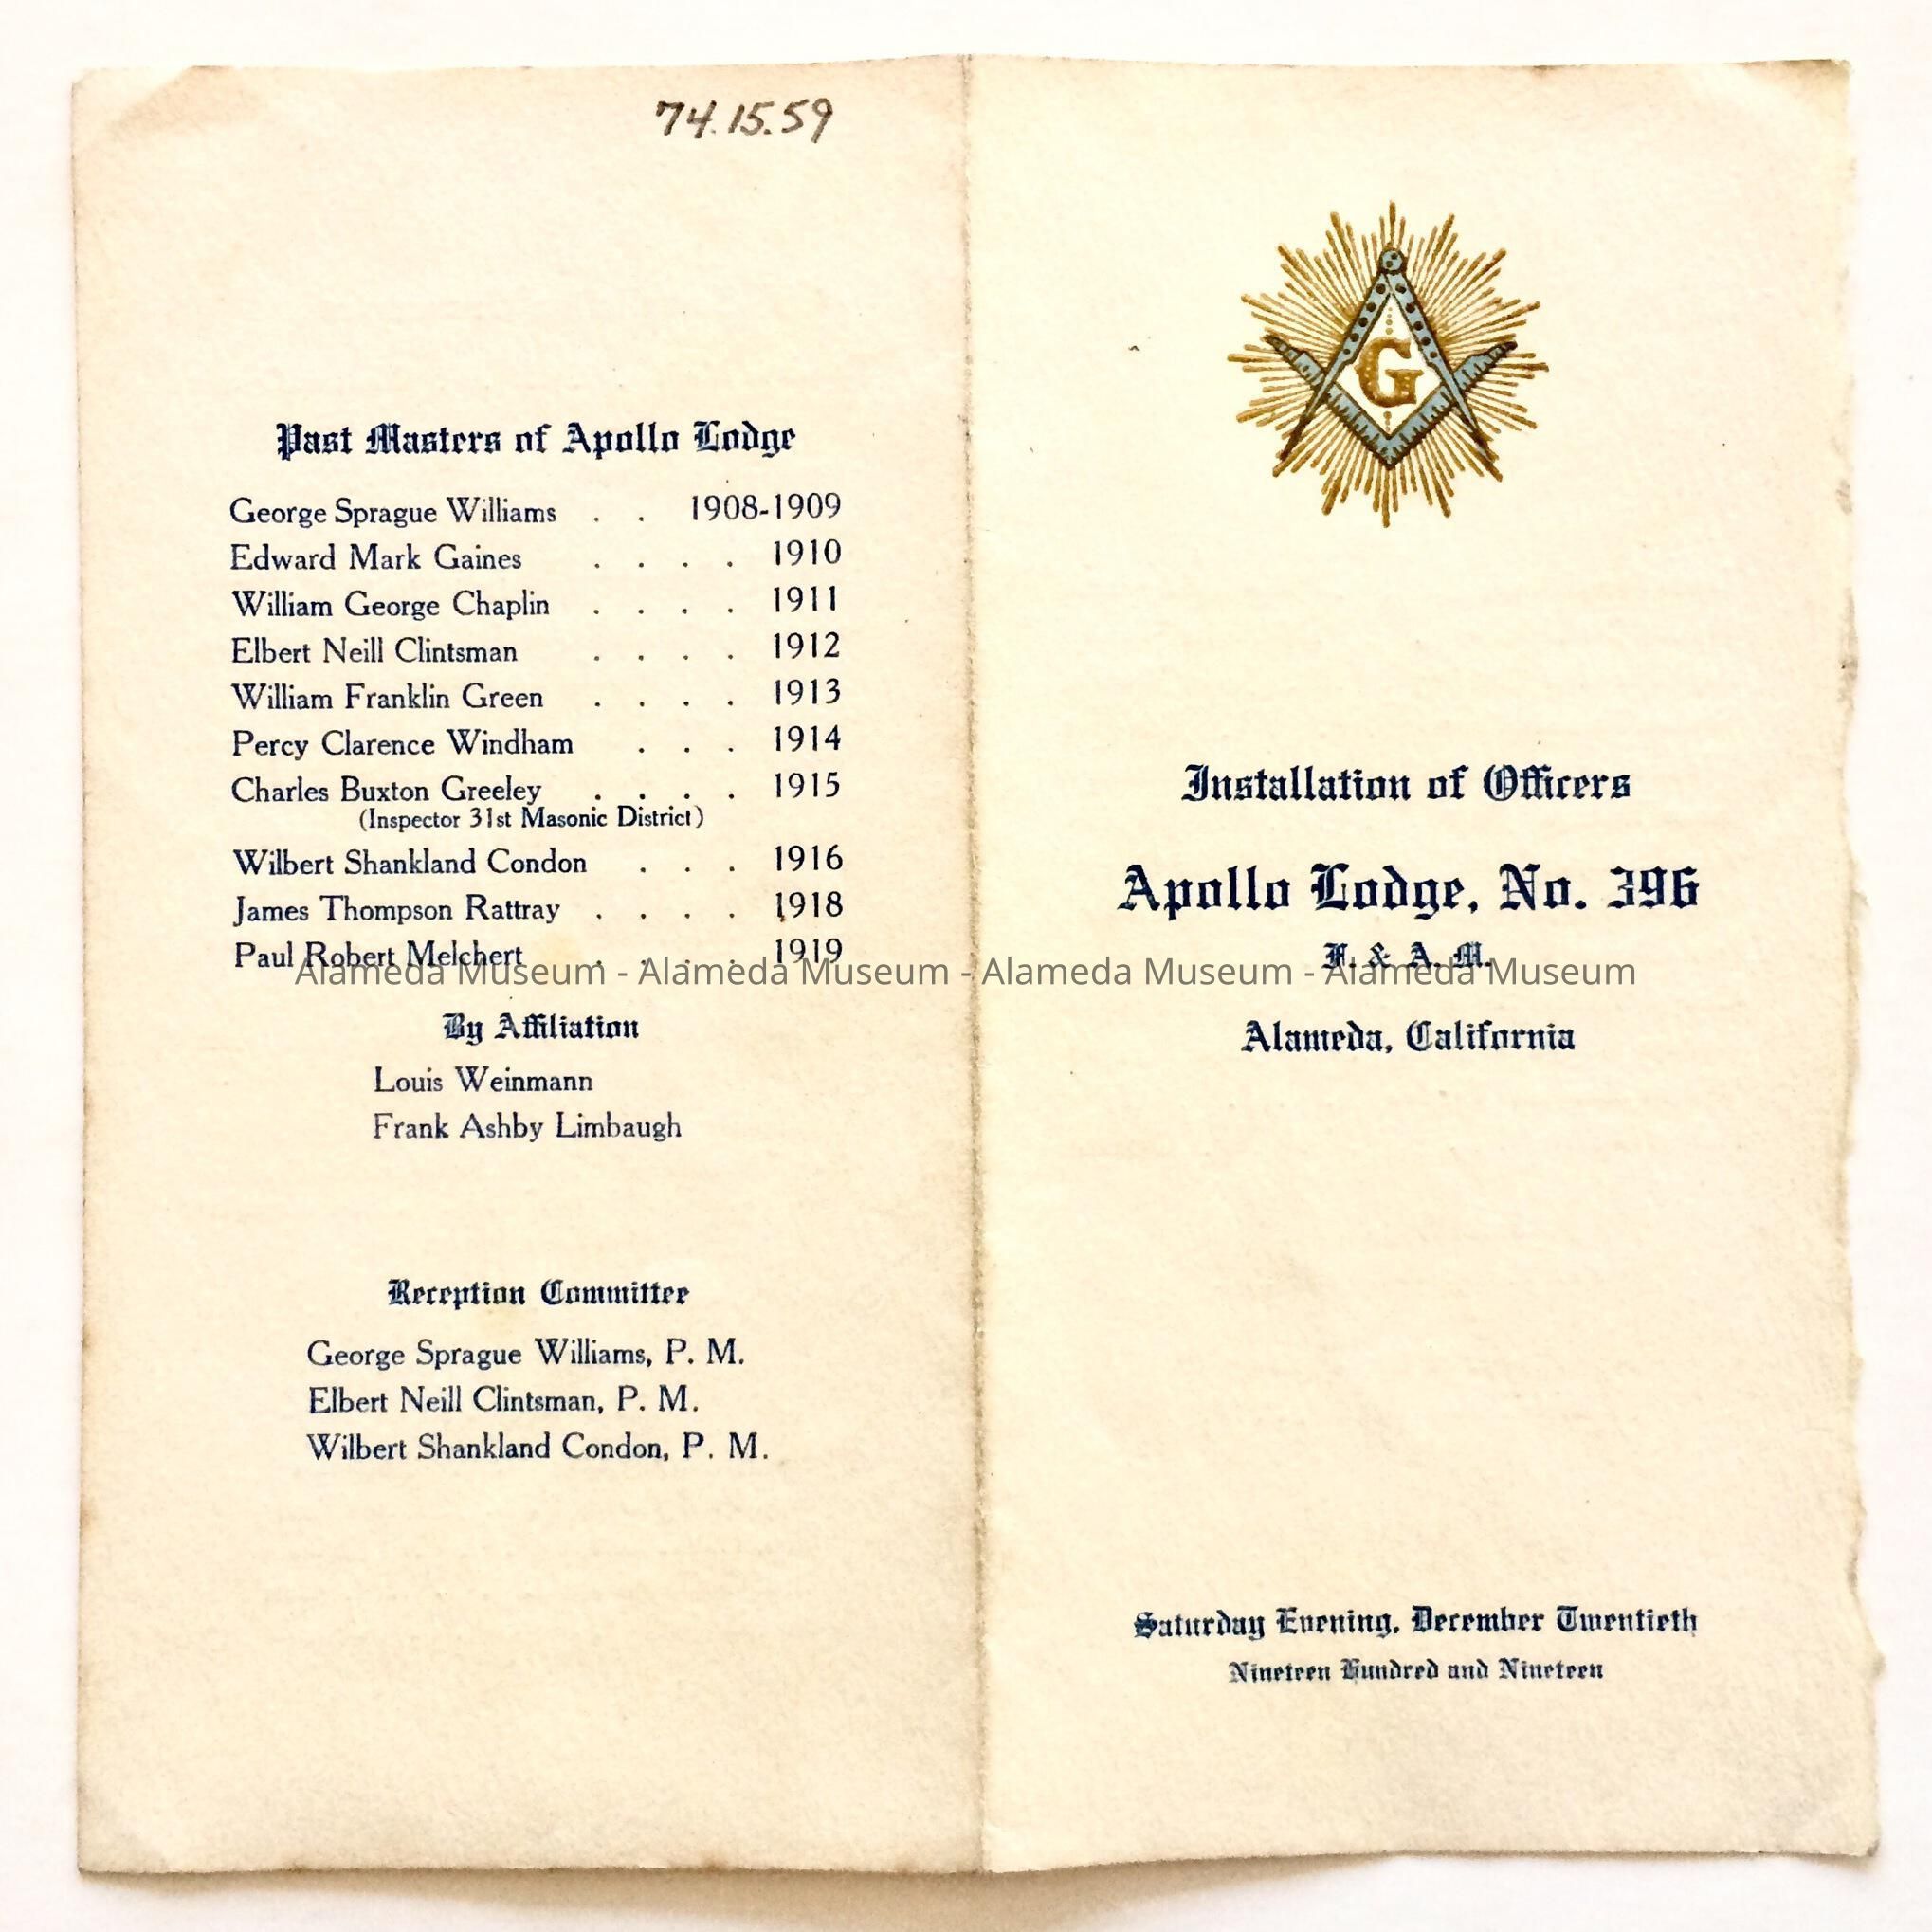 74.15.59
Past Masters of Apollo Lodge
George Sprague Williams . . 1908-1909
Edward Mark Gaines . . . . 1910
William George Chaplin . . . . 1911
Elbert Neill Clintsman . . . . 1912
William Franklin Green . . . . 1913
Percy Clarence Windham . . . 1914
Charles Buxton Greeley . . . . 1915
(Inspector 31st Masonic District)
Wilbert Shankland Condon . . . 1916
James Thompson Rattray . . . . 1918
Paul Robert Melchert . . . . 1919
By Affiliation
Louis Weinmann
Frank Ashby Limbaugh
Reception Committee
George Sprague Williams, P. M.
Elbert Neill Clintsman, P. M.
Wilbert Shankland Condon, P. M.
G
Installation of Officers
Apollo Lodge, No. 396
F. & A. M.
Alameda, California
Saturday Evening, December Twentieth
Nineteen Hundred and Nineteen
Alameda Museum - Alameda Museum - Alameda Museum - Alameda Museum